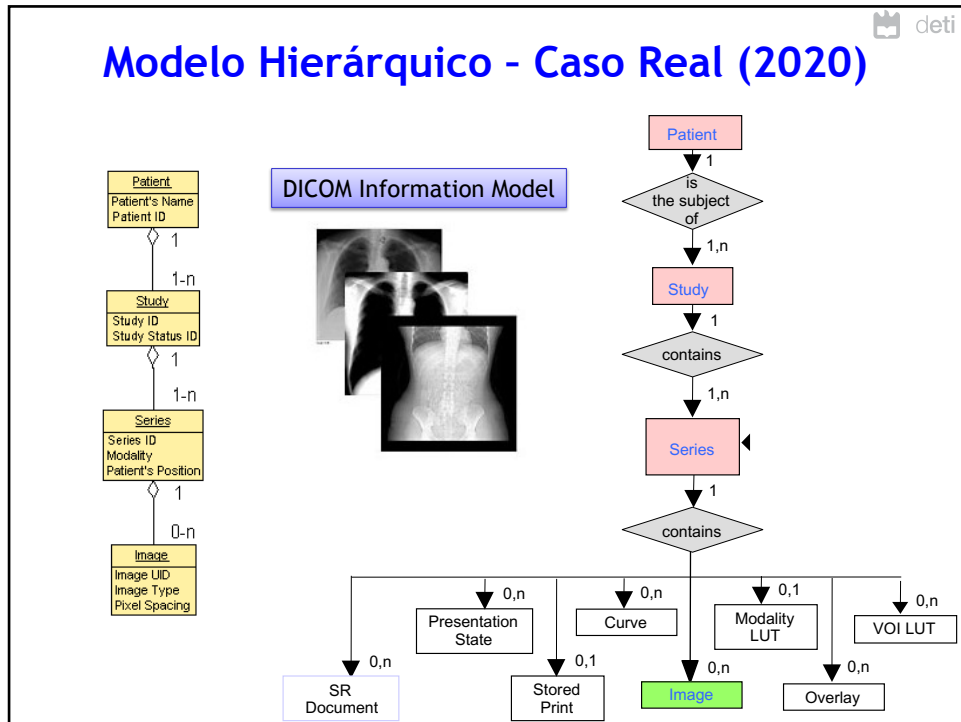 deti
Modelo Hierárquico – Caso Real (2020)
Patient
Patient's Name
Patient ID
1
1-n
Study
Study ID
Study Status ID
1
1-n
Series
Series ID
Modality
Patient's Position
1
0-n
Image
Image UID
Image Type
Pixel Spacing
DICOM Information Model
Patient
1
is
the subject
of
1,n
Study
1
contains
1,n
Series
1
contains
0,n
Presentation
State
0,n
Curve
0,1
Modality
LUT
0,n
VOI LUT
0,n
SR
Document
0,1
Stored
Print
0,n
Image
0,n
Overlay